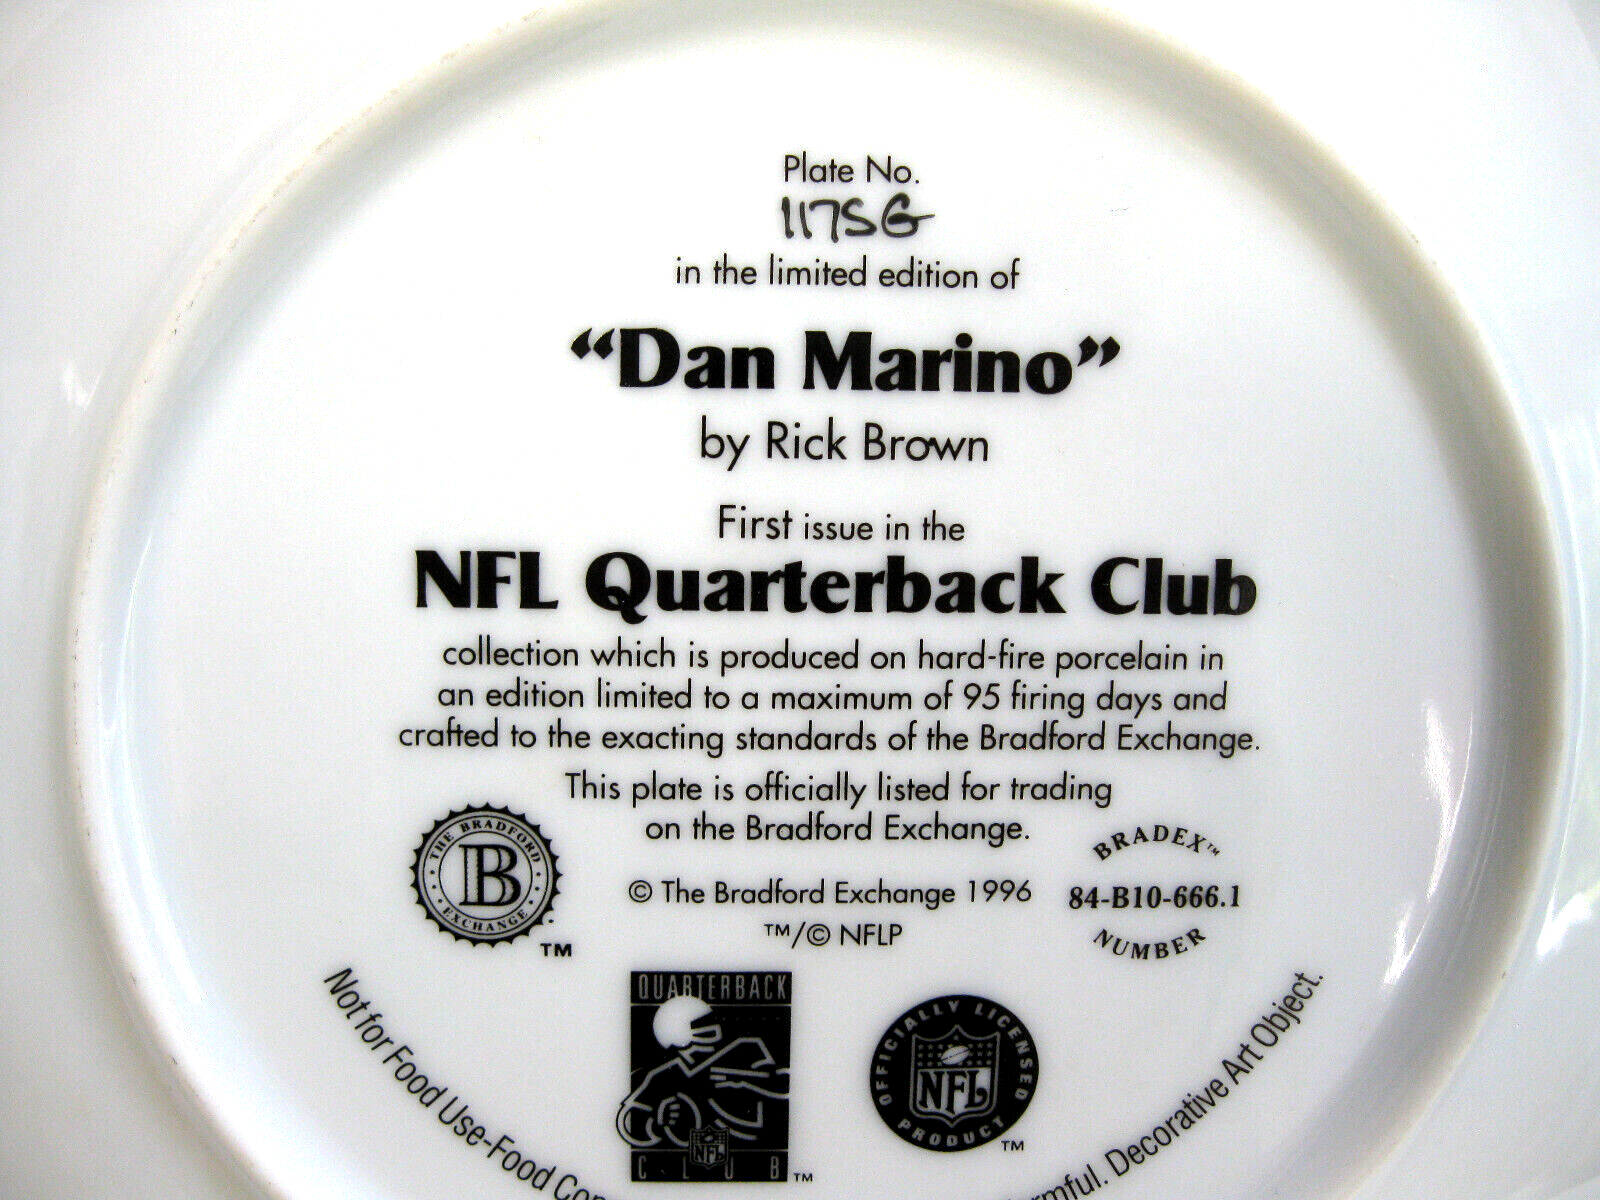 Plate No.
117SG
in the limited edition of
“Dan Marino”
by Rick Brown
First issue in the
NFL Quarterback Club
collection which is produced on hard-fire porcelain in
an edition limited to a maximum of 95 firing days and
crafted to the exacting standards of the Bradford Exchange.
This plate is officially listed for trading
on the Bradford Exchange.
THE BRADFORD
B
EXCHANGE
TM
© The Bradford Exchange 1996
™/© NFLP
BRADEX™
84-B10-666.1
NUMBER
QUARTERBACK
NFL
CLUB
TM
OFFICIALLY LICENSED
NFL
PRODUCT
TM
Not for Food Use-Food
Decorative Art Object.